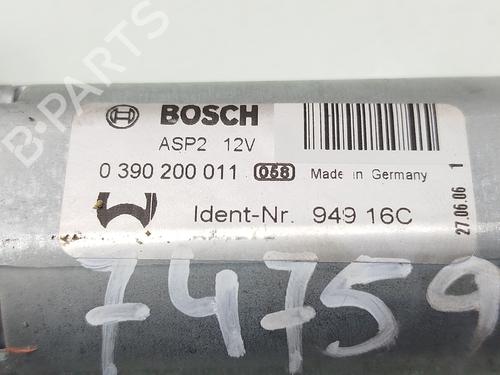 BOSCH
ASP2 12V
0 390 200 011 058 Made in Germany
Ident-Nr. 949 16C
27.06.06 1
74759
B-PARTS